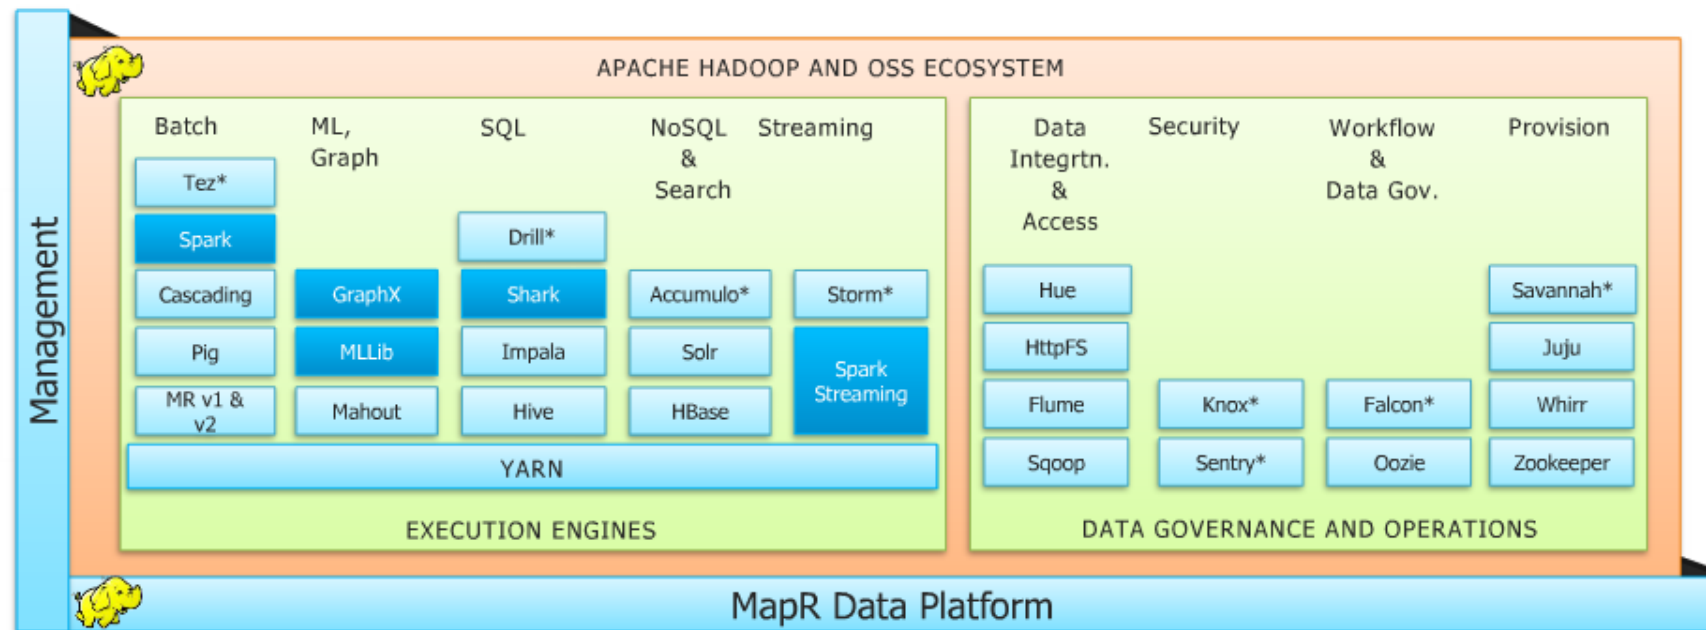 Management
APACHE HADOOP AND OSS ECOSYSTEM
Batch
Tez*
Spark
Cascading
Pig
MR v1 &
v2
ML,
Graph
GraphX
MLLib
Mahout
SQL
Drill*
Shark
Impala
Hive
NoSQL
&
Search
Accumulo*
Solr
HBase
Streaming
Storm*
Spark
Streaming
YARN
EXECUTION ENGINES
Data
Integrtn.
&
Access
Hue
HttpFS
Flume
Sqoop
Security
Knox*
Sentry*
Workflow
&
Data Gov.
Falcon*
Oozie
Provision
Savannah*
Juju
Whirr
Zookeeper
DATA GOVERNANCE AND OPERATIONS
MapR Data Platform